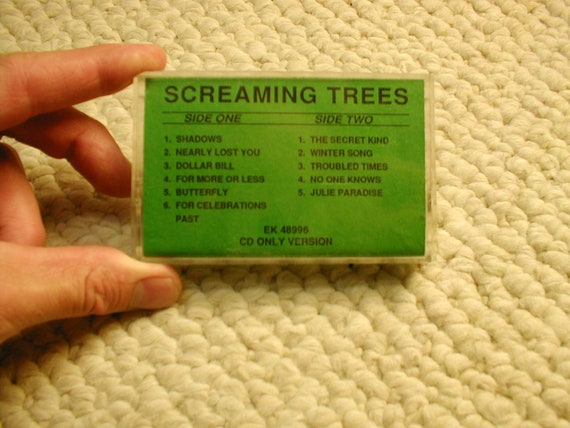 SCREAMING TREES
SIDE ONE
1. SHADOWS
2. NEARLY LOST YOU
3. DOLLAR BILL
4. FOR MORE OR LESS
5. BUTTERFLY
6. FOR CELEBRATIONS
PAST
SIDE TWO
1. THE SECRET KIND
2. WINTER SONG
3. TROUBLED TIMES
4. NO ONE KNOWS
5. JULIE PARADISE
EK 48996
CD ONLY VERSION